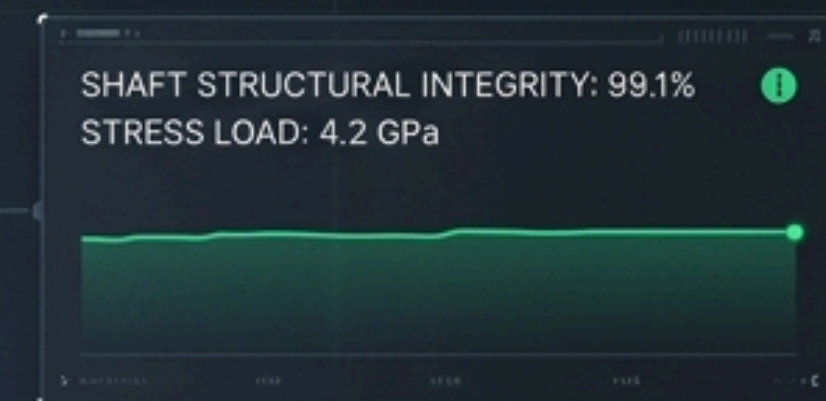 SHAFT STRUCTURAL INTEGRITY: 99.1%
STRESS LOAD: 4.2 GPa